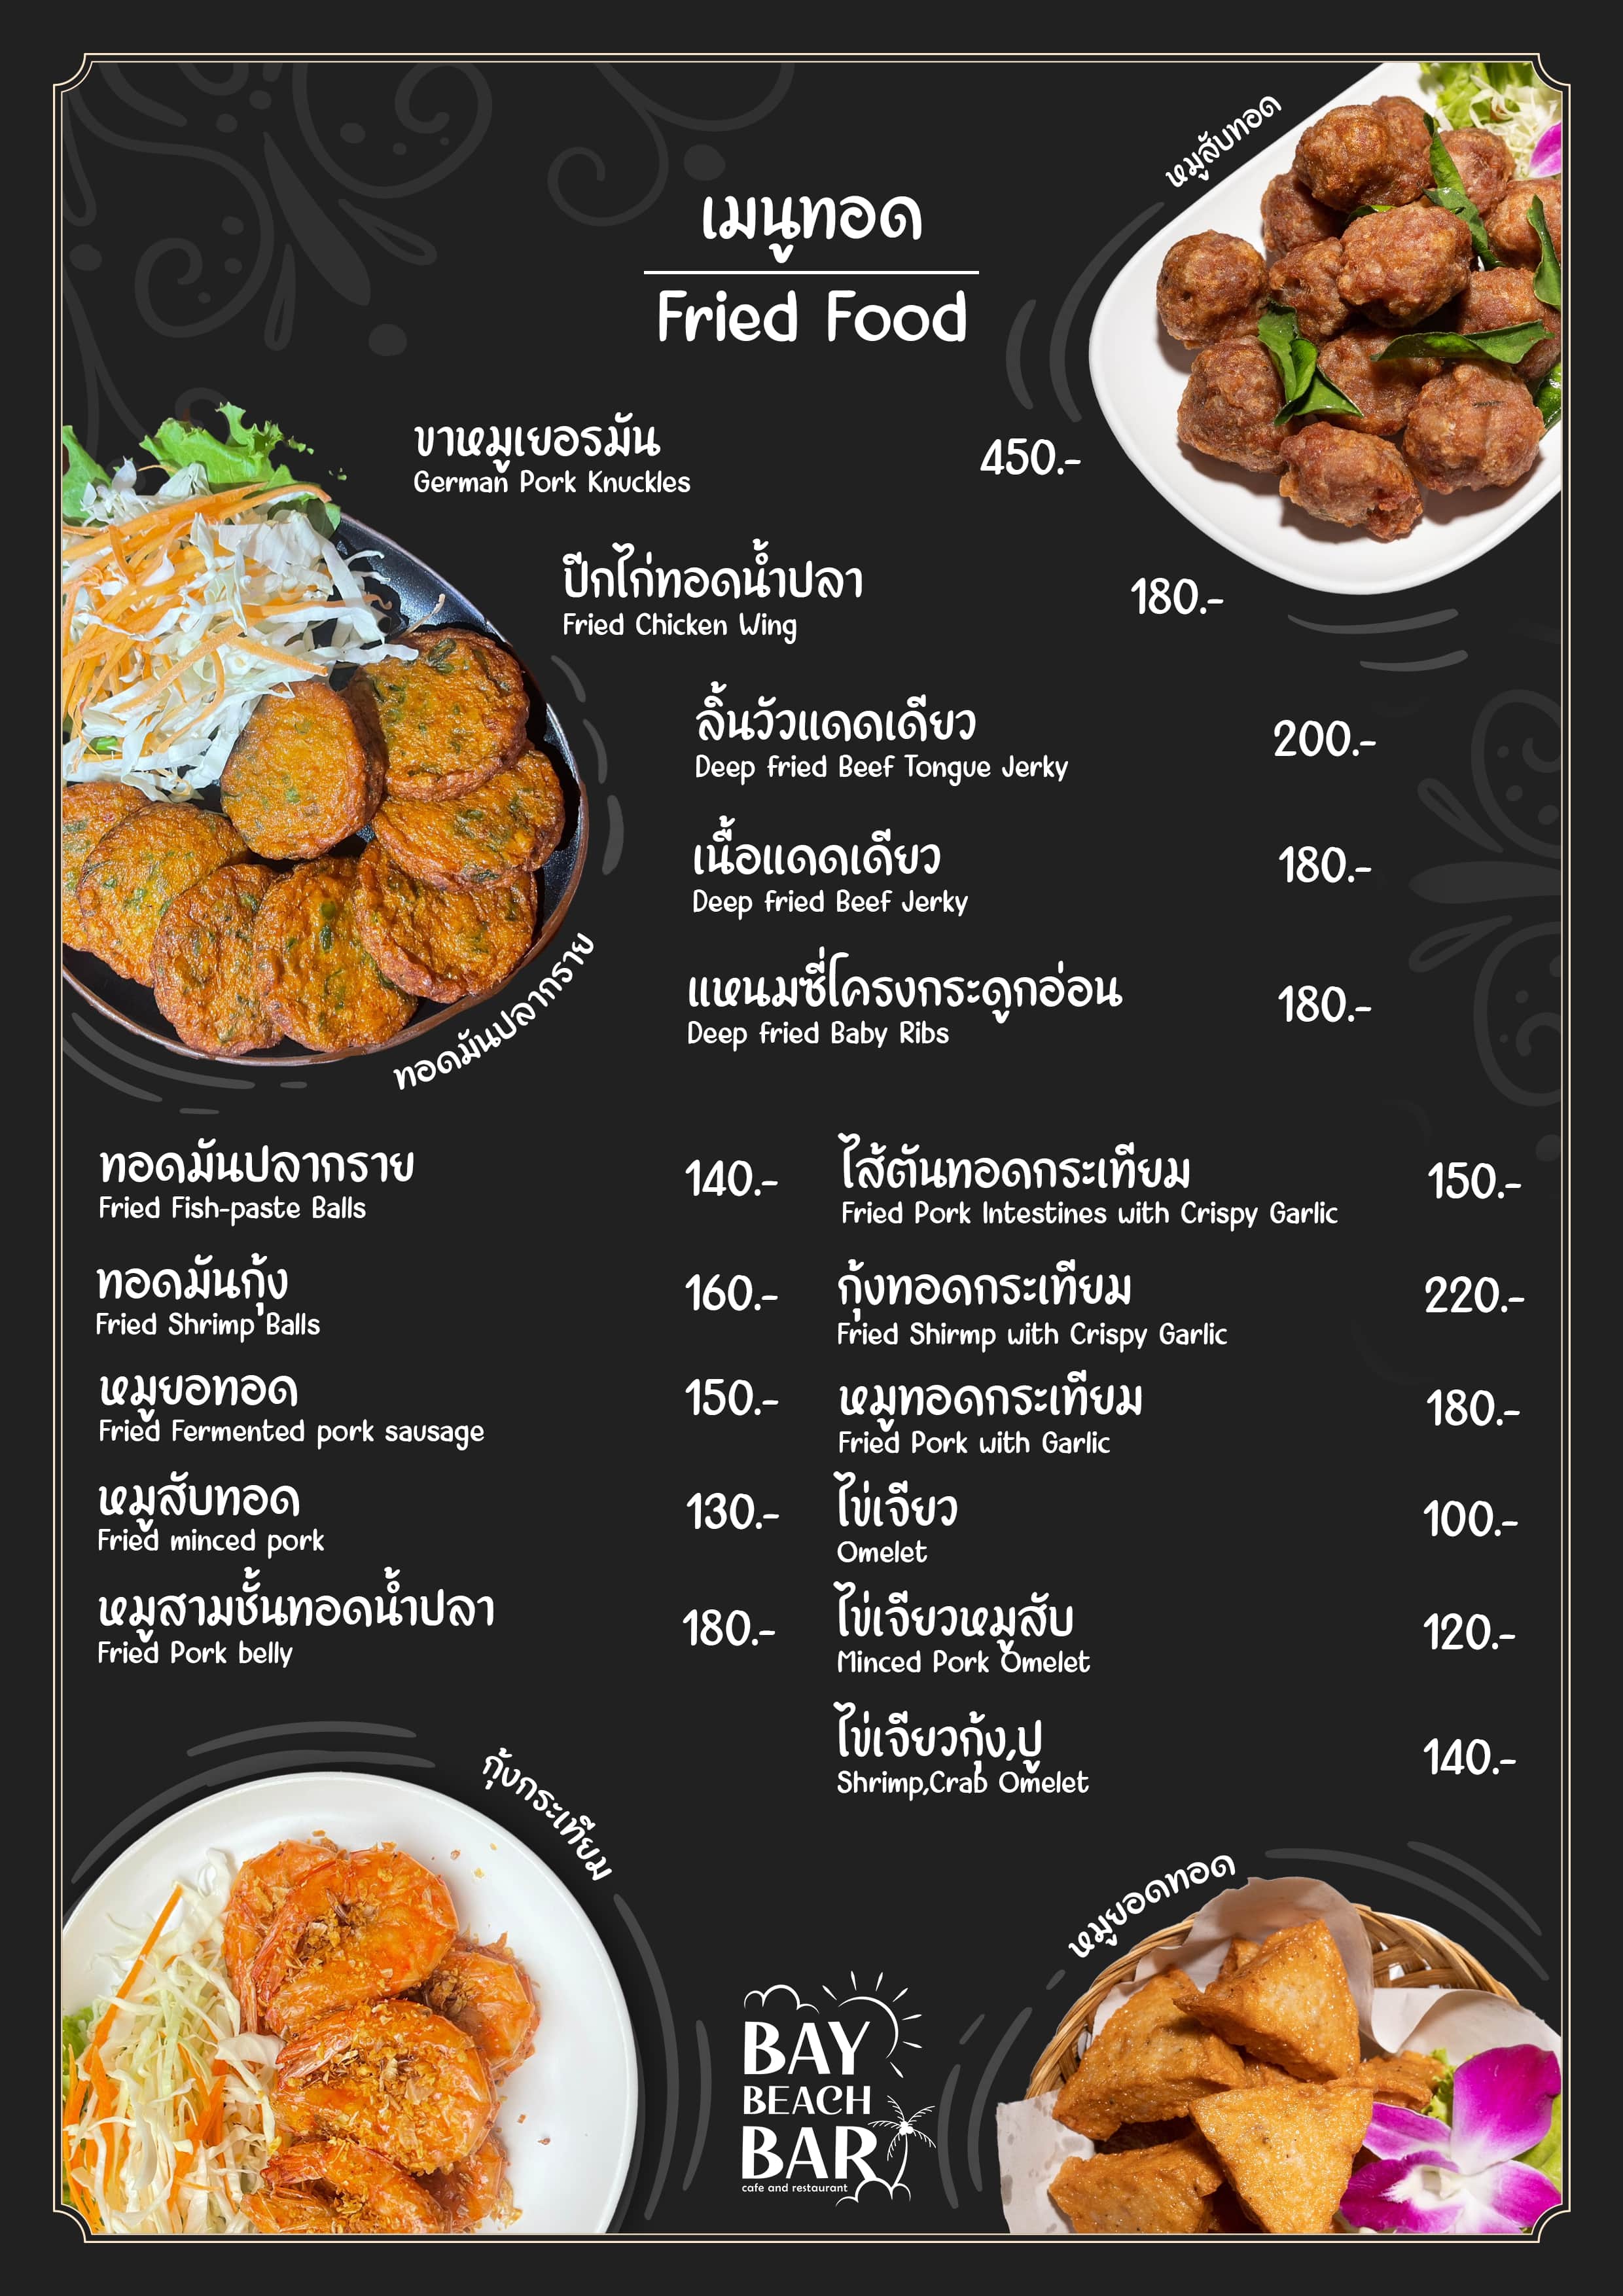 หมูสับทอด
เมนูทอด
Fried Food
ขาหมูเยอรมัน 450.-
German Pork Knuckles
ปีกไก่ทอดน้ำปลา 180.-
Fried Chicken Wing
ลิ้นวัวแดดเดียว 200.-
Deep fried Beef Tongue Jerky
เนื้อแดดเดียว 180.-
Deep fried Beef Jerky
แหนมซี่โครงกระดูกอ่อน 180.-
Deep fried Baby Ribs
ทอดมันปลากราย
ทอดมันปลากราย 140.-
Fried Fish-paste Balls
ทอดมันกุ้ง 160.-
Fried Shrimp Balls
หมูยอทอด 150.-
Fried Fermented pork sausage
หมูสับทอด 130.-
Fried minced pork
หมูสามชั้นทอดน้ำปลา 180.-
Fried Pork belly
ไส้ตันทอดกระเทียม 150.-
Fried Pork Intestines with Crispy Garlic
กุ้งทอดกระเทียม 220.-
Fried Shirmp with Crispy Garlic
หมูทอดกระเทียม 180.-
Fried Pork with Garlic
ไข่เจียว 100.-
Omelet
ไข่เจียวหมูสับ 120.-
Minced Pork Omelet
ไข่เจียวกุ้ง,ปู 140.-
Shrimp,Crab Omelet
กุ้งกระเทียม
หมูยอดทอด
BAY
BEACH
BAR
cafe and restaurant